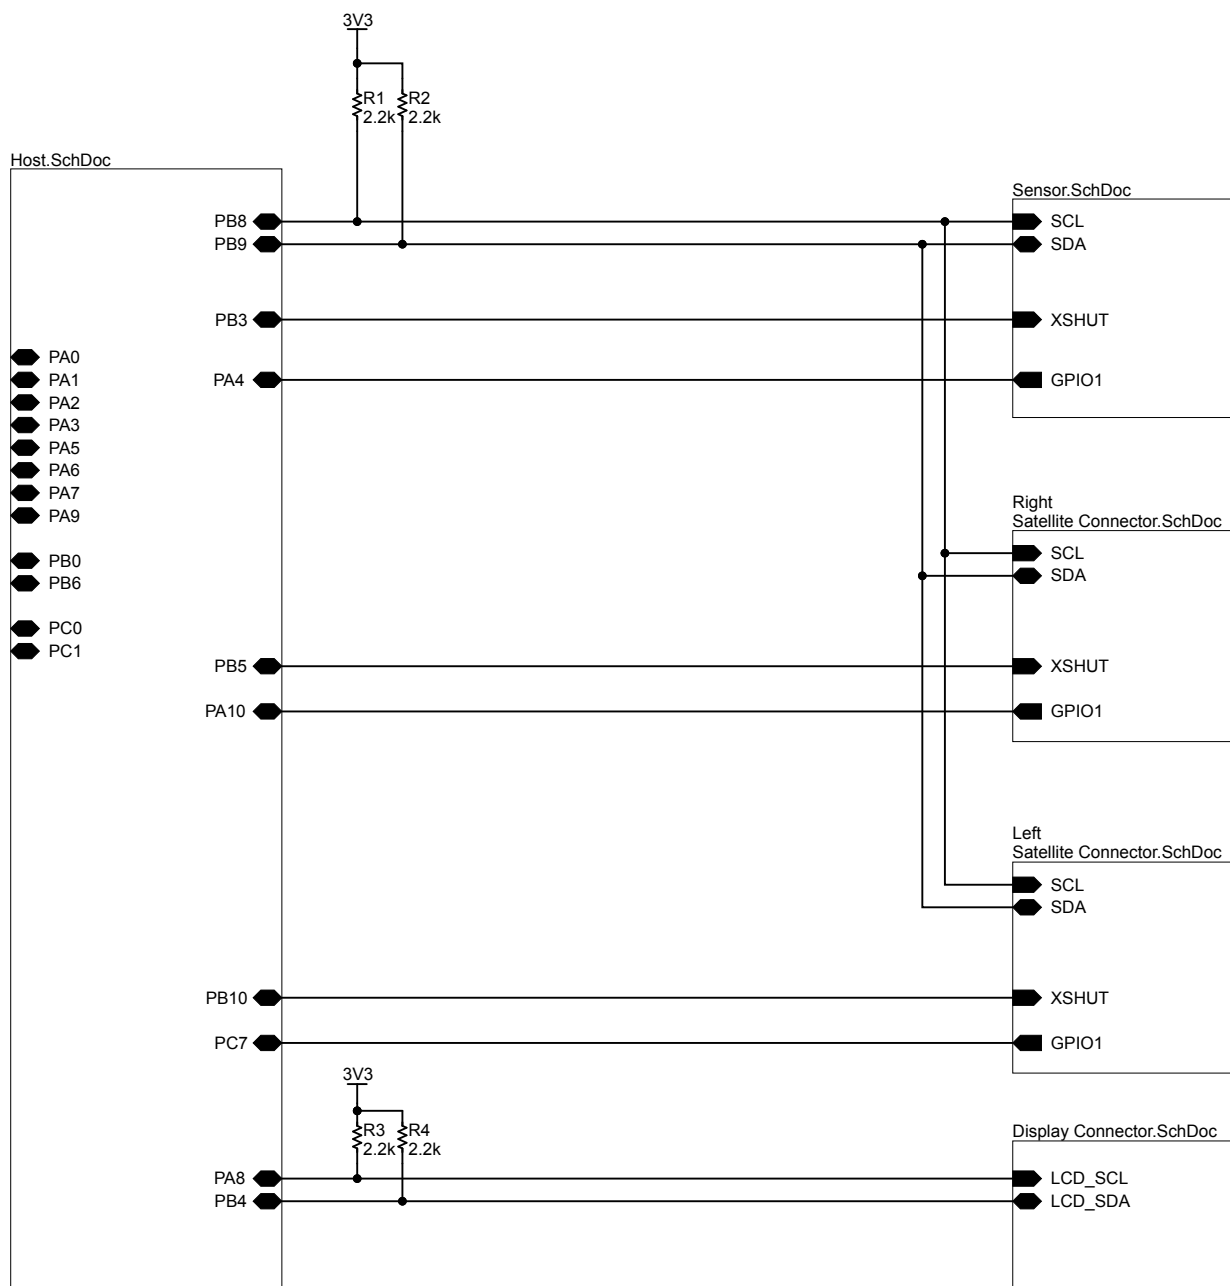 3V3
R1
2.2k
R2
2.2k
Host.SchDoc
PB8
PB9
PB3
PA4
PA0
PA1
PA2
PA3
PA5
PA6
PA7
PA9
PB0
PB6
PC0
PC1
PB5
PA10
PB10
PC7
3V3
R3
2.2k
R4
2.2k
PA8
PB4
Sensor.SchDoc
SCL
SDA
XSHUT
GPIO1
Right
Satellite Connector.SchDoc
SCL
SDA
XSHUT
GPIO1
Left
Satellite Connector.SchDoc
SCL
SDA
XSHUT
GPIO1
Display Connector.SchDoc
LCD_SCL
LCD_SDA